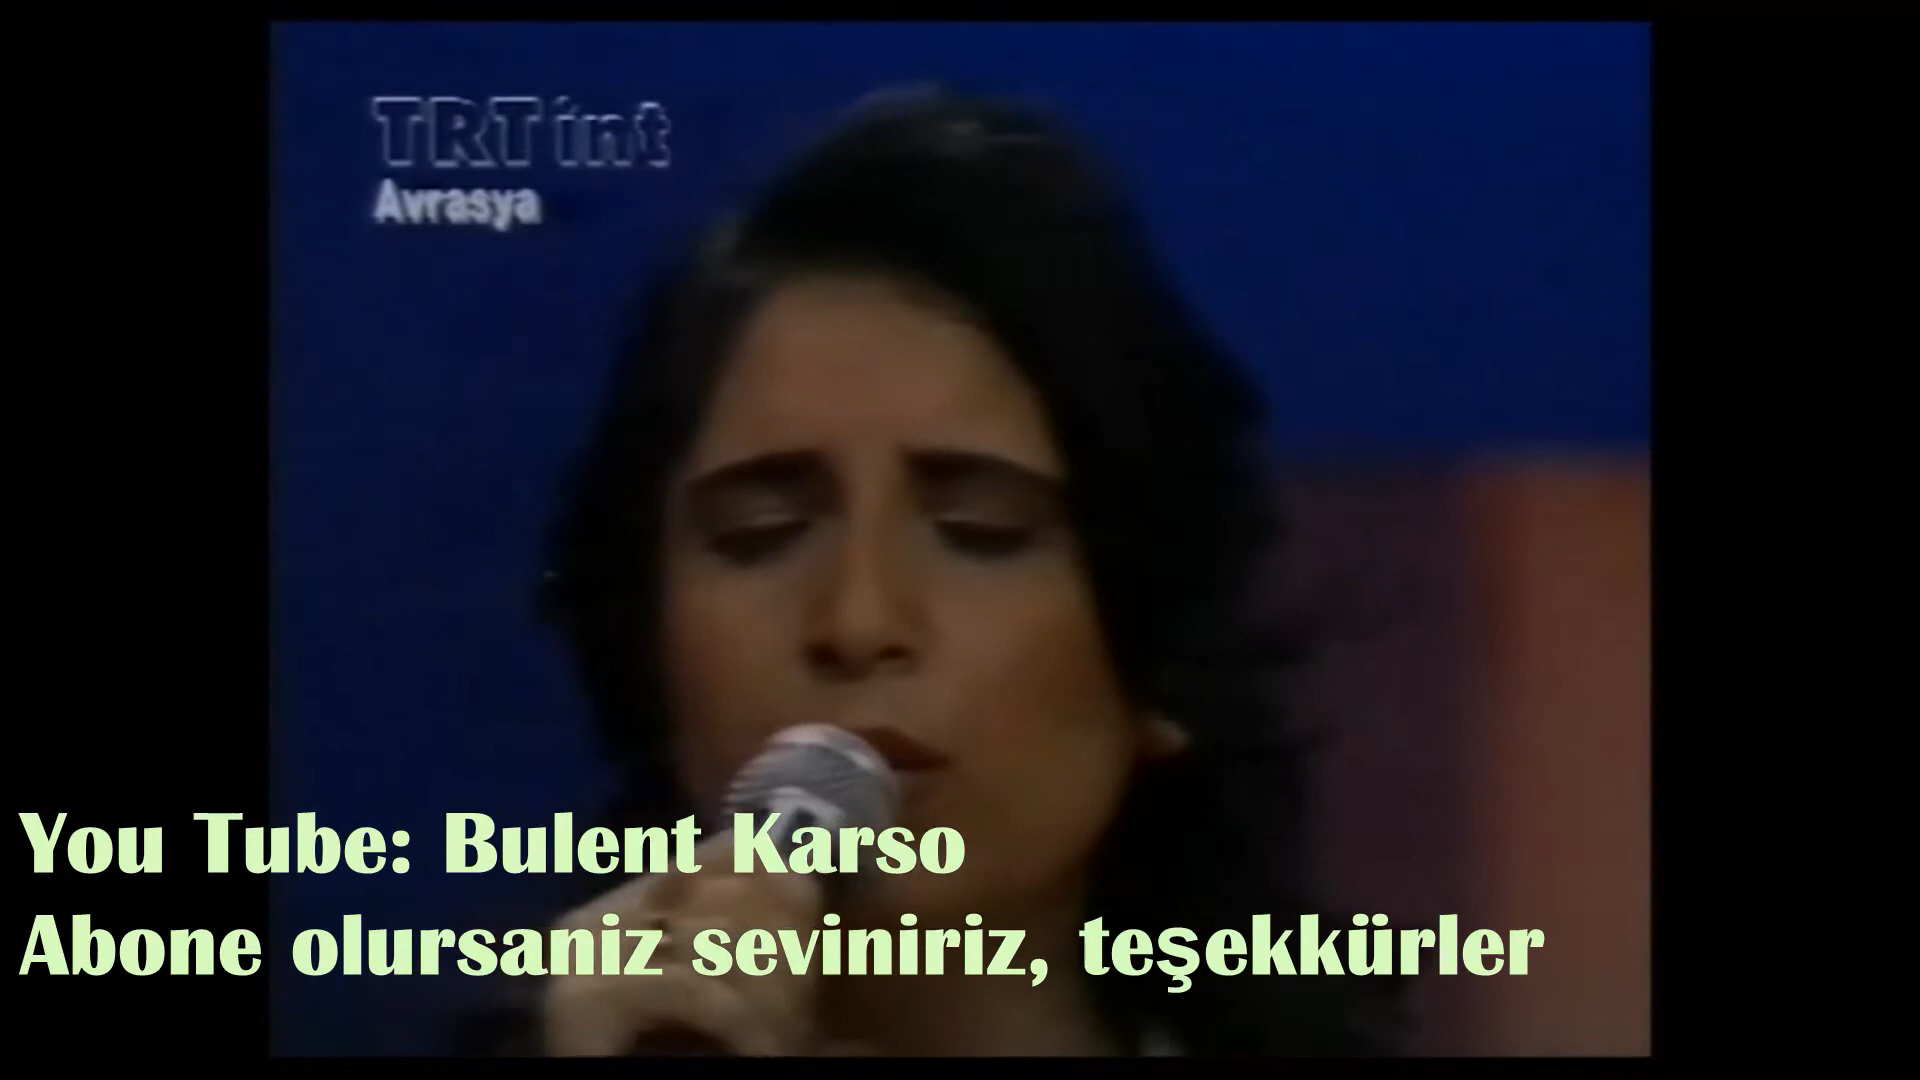 TRT int
Avrasya
You Tube: Bulent Karso
Abone olursaniz seviniriz, teşekkürler